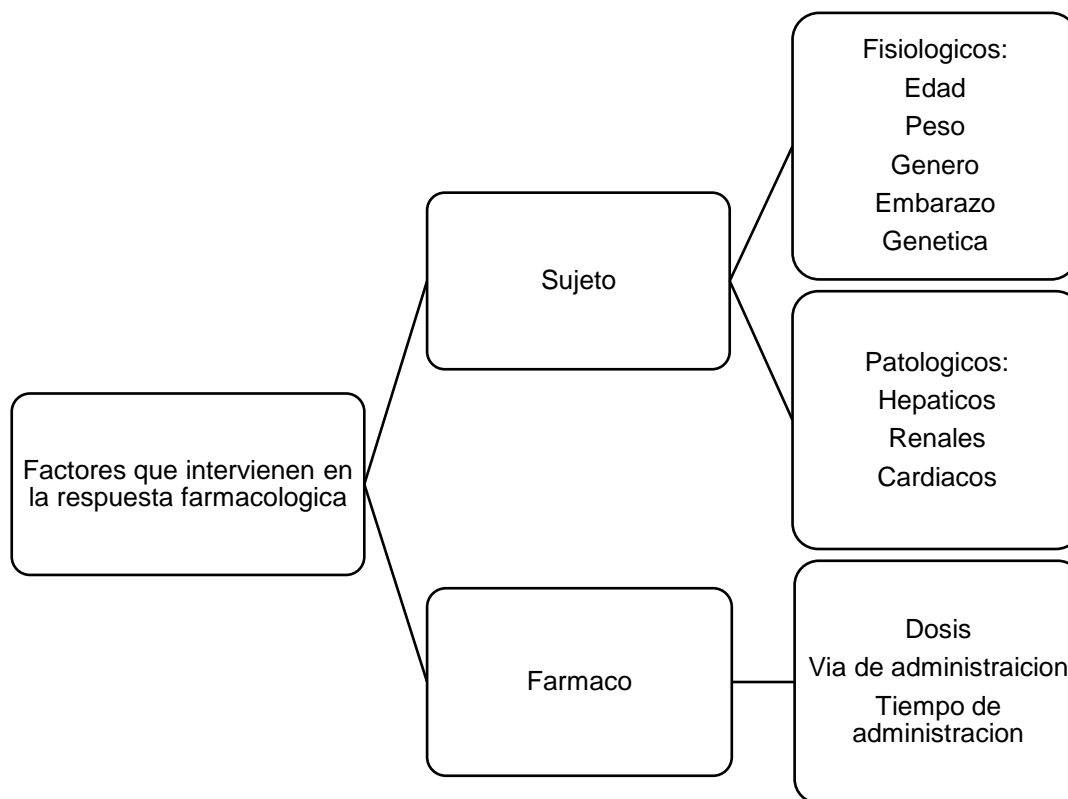 Factores que intervienen en
la respuesta farmacologica
Sujeto
Fisiologicos:
Edad
Peso
Genero
Embarazo
Genetica
Patologicos:
Hepaticos
Renales
Cardiacos
Farmaco
Dosis
Via de administraicion
Tiempo de
administracion